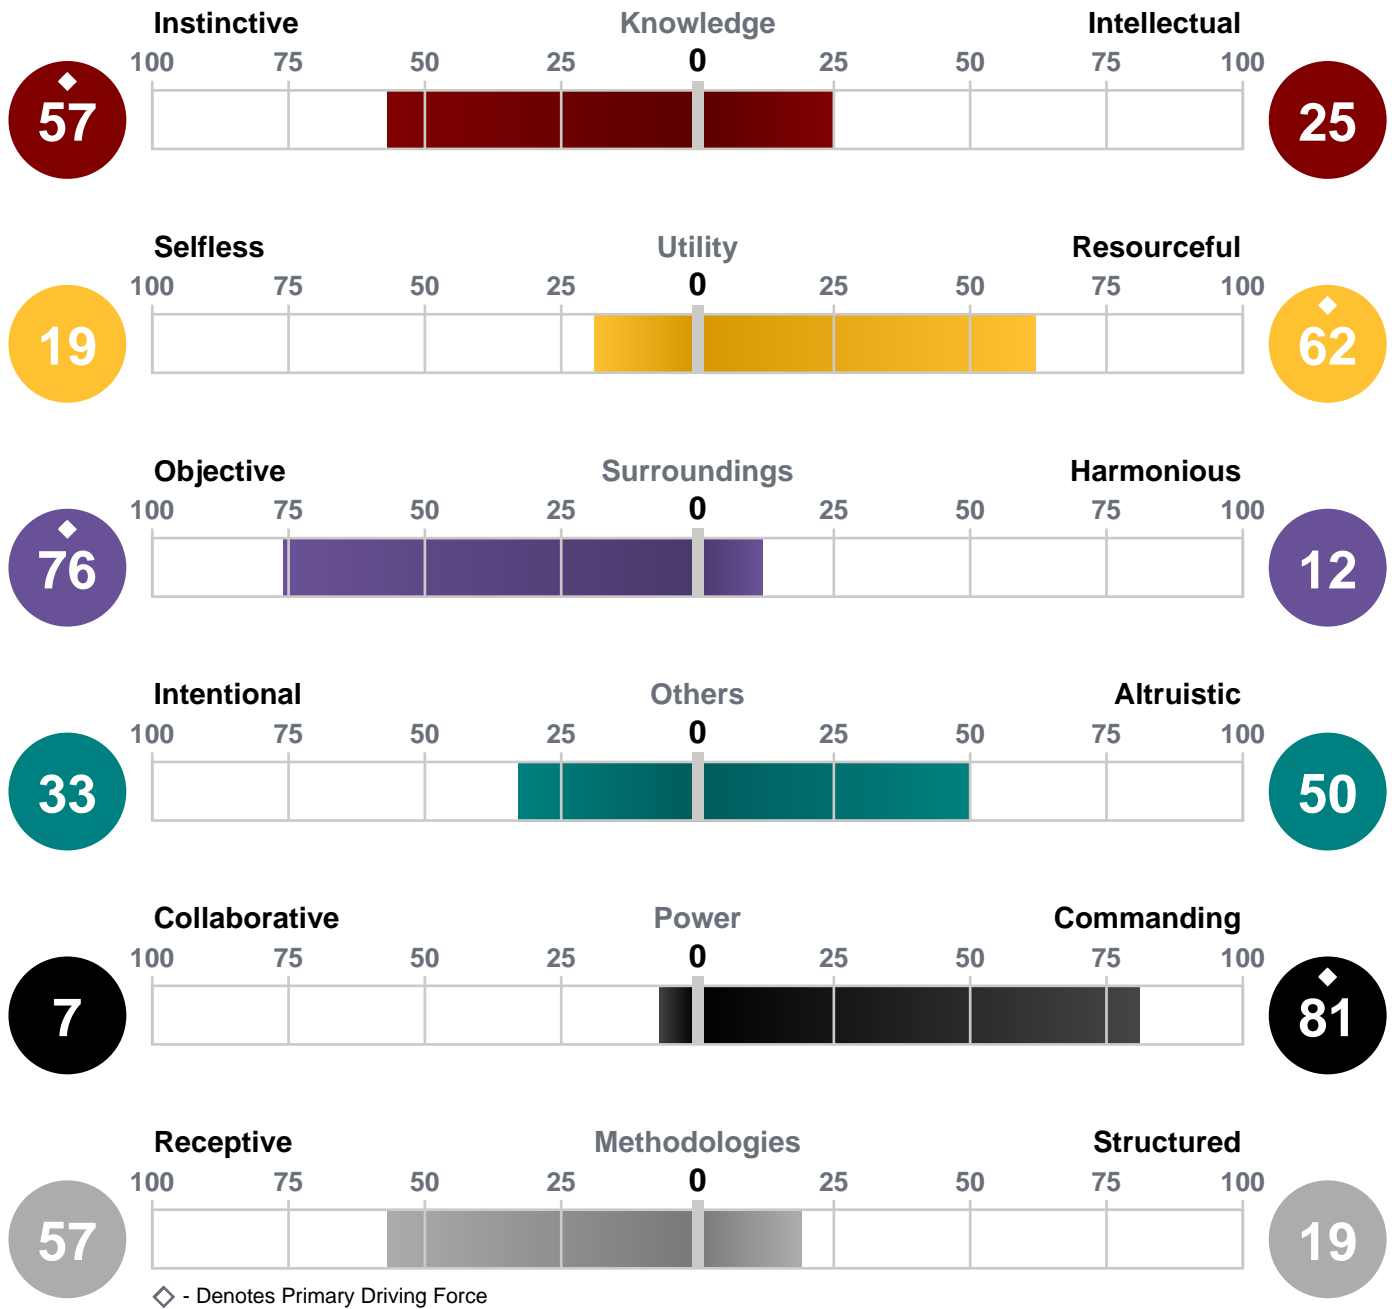 Instinctive Knowledge Intellectual
100 75 50 25 0 25 50 75 100
57 25
Selfless Utility Resourceful
100 75 50 25 0 25 50 75 100
19 62
Objective Surroundings Harmonious
100 75 50 25 0 25 50 75 100
76 12
Intentional Others Altruistic
100 75 50 25 0 25 50 75 100
33 50
Collaborative Power Commanding
100 75 50 25 0 25 50 75 100
7 81
Receptive Methodologies Structured
100 75 50 25 0 25 50 75 100
57 19
- Denotes Primary Driving Force